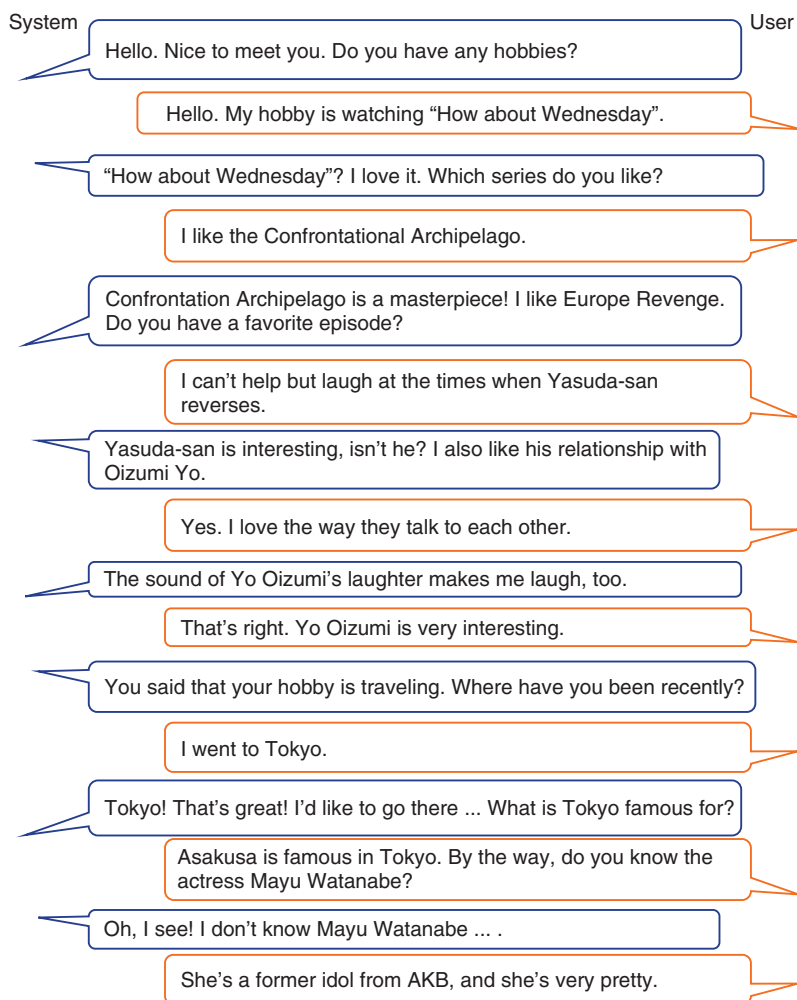 System
User
Hello. Nice to meet you. Do you have any hobbies?
Hello. My hobby is watching “How about Wednesday”.
“How about Wednesday”? I love it. Which series do you like?
I like the Confrontational Archipelago.
Confrontation Archipelago is a masterpiece! I like Europe Revenge.
Do you have a favorite episode?
I can’t help but laugh at the times when Yasuda-san
reverses.
Yasuda-san is interesting, isn’t he? I also like his relationship with
Oizumi Yo.
Yes. I love the way they talk to each other.
The sound of Yo Oizumi’s laughter makes me laugh, too.
That’s right. Yo Oizumi is very interesting.
You said that your hobby is traveling. Where have you been recently?
I went to Tokyo.
Tokyo! That’s great! I’d like to go there ... What is Tokyo famous for?
Asakusa is famous in Tokyo. By the way, do you know the
actress Mayu Watanabe?
Oh, I see! I don’t know Mayu Watanabe ... .
She’s a former idol from AKB, and she’s very pretty.